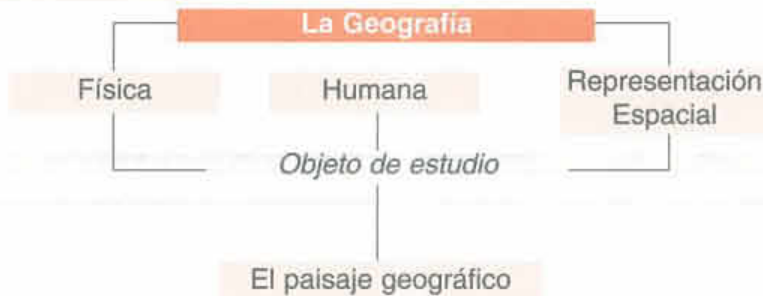 La Geografía
Física
Humana
Representación
Espacial
Objeto de estudio
El paisaje geográfico